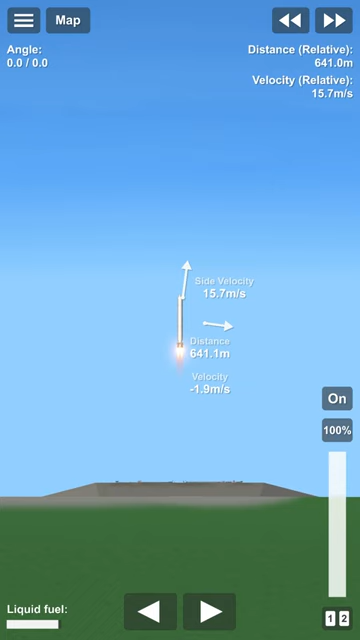 Map
Angle:
0.0 / 0.0
Distance (Relative):
641.0m
Velocity (Relative):
15.7m/s
Side Velocity
15.7m/s
Distance
641.1m
Velocity
-1.9m/s
On
100%
Liquid fuel:
1 2